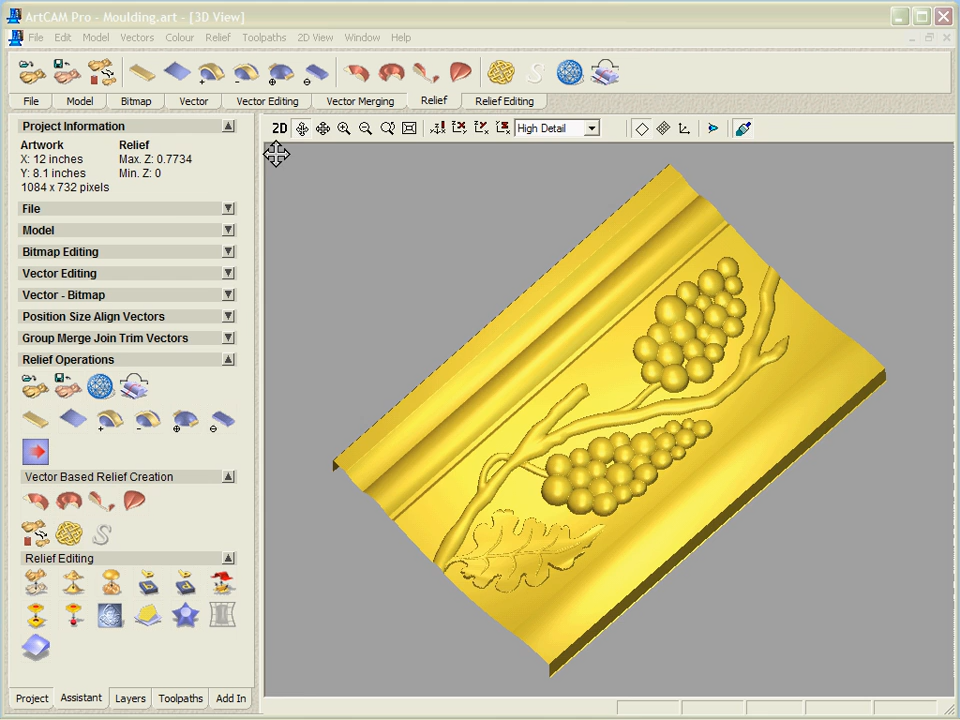 ArtCAM Pro - Moulding.art - [3D View]
File Edit Model Vectors Colour Relief Toolpaths 2D View Window Help
File Model Bitmap Vector Vector Editing Vector Merging Relief Relief Editing
Project Information
2D High Detail
Artwork Relief
X: 12 inches Max. Z: 0.7734
Y: 8.1 inches Min. Z: 0
1084 x 732 pixels
File
Model
Bitmap Editing
Vector Editing
Vector - Bitmap
Position Size Align Vectors
Group Merge Join Trim Vectors
Relief Operations
Vector Based Relief Creation
Relief Editing
Project Assistant Layers Toolpaths Add In